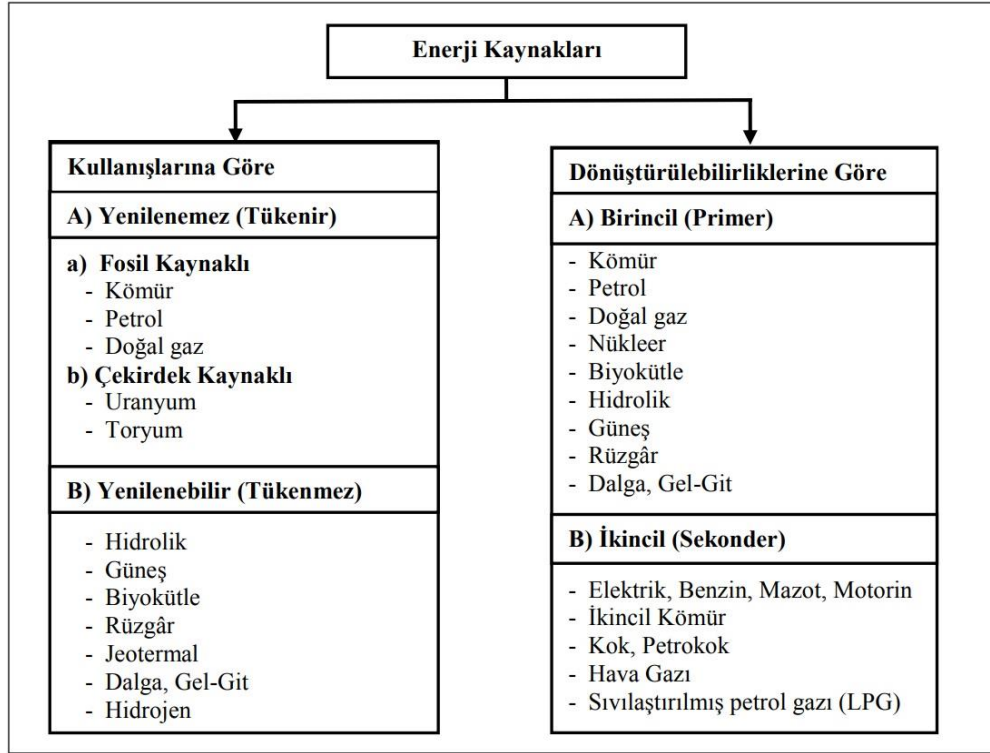 Enerji Kaynakları
Kullanışlarına Göre
A) Yenilenemez (Tükenir)
a) Fosil Kaynaklı
- Kömür
- Petrol
- Doğal gaz
b) Çekirdek Kaynaklı
- Uranyum
- Toryum
B) Yenilenebilir (Tükenmez)
- Hidrolik
- Güneş
- Biyokütle
- Rüzgâr
- Jeotermal
- Dalga, Gel-Git
- Hidrojen
Dönüştürülebilirliklerine Göre
A) Birincil (Primer)
- Kömür
- Petrol
- Doğal gaz
- Nükleer
- Biyokütle
- Hidrolik
- Güneş
- Rüzgâr
- Dalga, Gel-Git
B) İkincil (Sekonder)
- Elektrik, Benzin, Mazot, Motorin
- İkincil Kömür
- Kok, Petrokok
- Hava Gazı
- Sıvılaştırılmış petrol gazı (LPG)